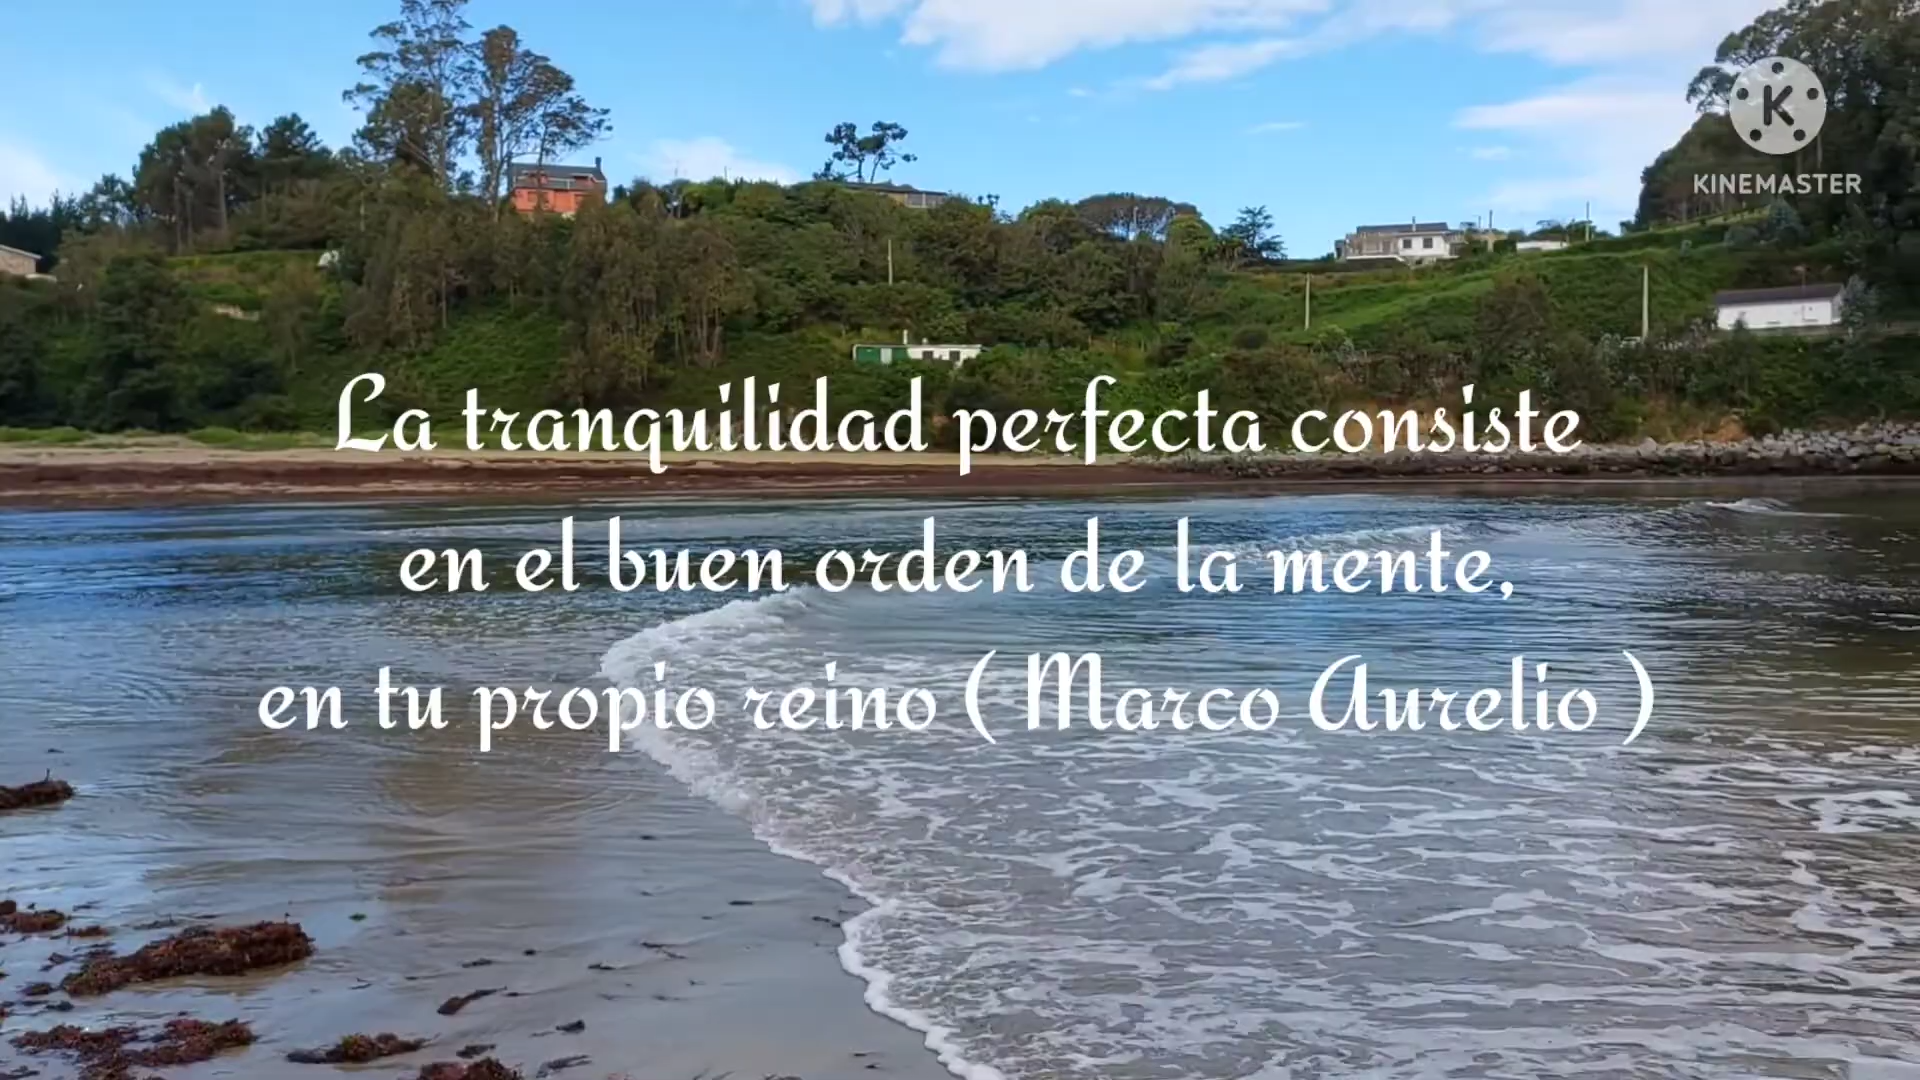 KINEMASTER
La tranquilidad perfecta consiste
en el buen orden de la mente,
en tu propio reino ( Marco Aurelio )